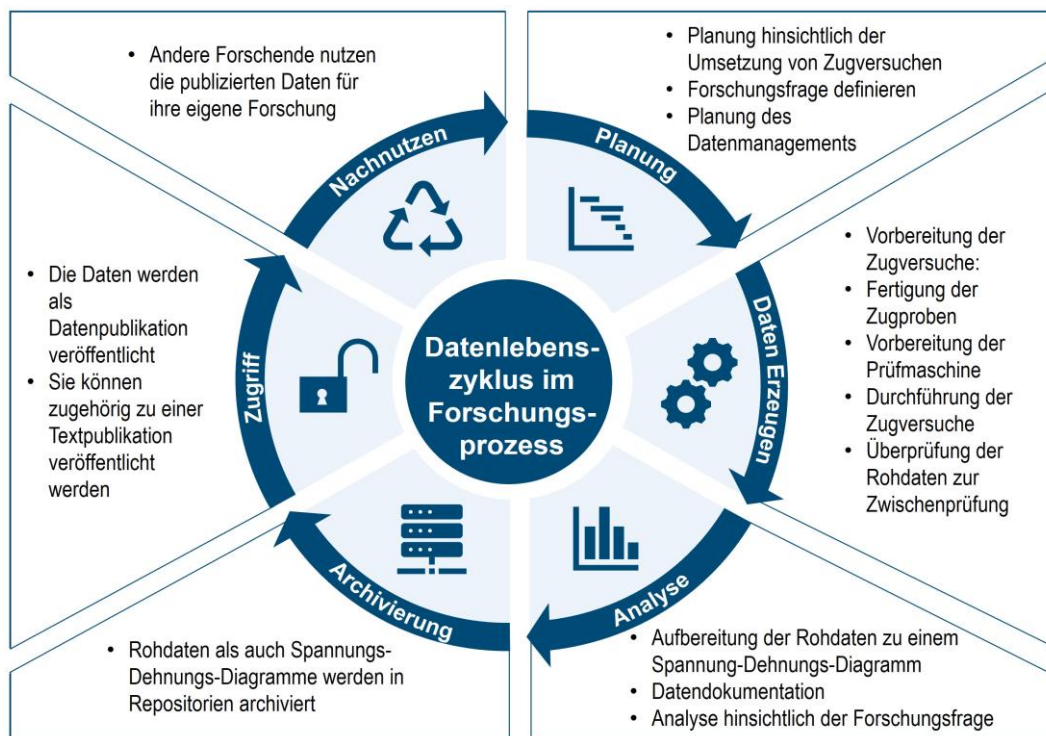 Datenlebens-
zyklus im
Forschungs-
prozess
Planung
• Planung hinsichtlich der
Umsetzung von Zugversuchen
• Forschungsfrage definieren
• Planung des
Datenmanagements
Daten Erzeugen
• Vorbereitung der
Zugversuche:
• Fertigung der
Zugproben
• Vorbereitung der
Prüfmaschine
• Durchführung der
Zugversuche
• Überprüfung der
Rohdaten zur
Zwischenprüfung
Analyse
• Aufbereitung der Rohdaten zu einem
Spannung-Dehnungs-Diagramm
• Datendokumentation
• Analyse hinsichtlich der Forschungsfrage
Archivierung
• Rohdaten als auch Spannungs-
Dehnungs-Diagramme werden in
Repositorien archiviert
Zugriff
• Die Daten werden
als
Datenpublikation
veröffentlicht
• Sie können
zugehörig zu einer
Textpublikation
veröffentlicht
werden
Nachnutzen
• Andere Forschende nutzen
die publizierten Daten für
ihre eigene Forschung